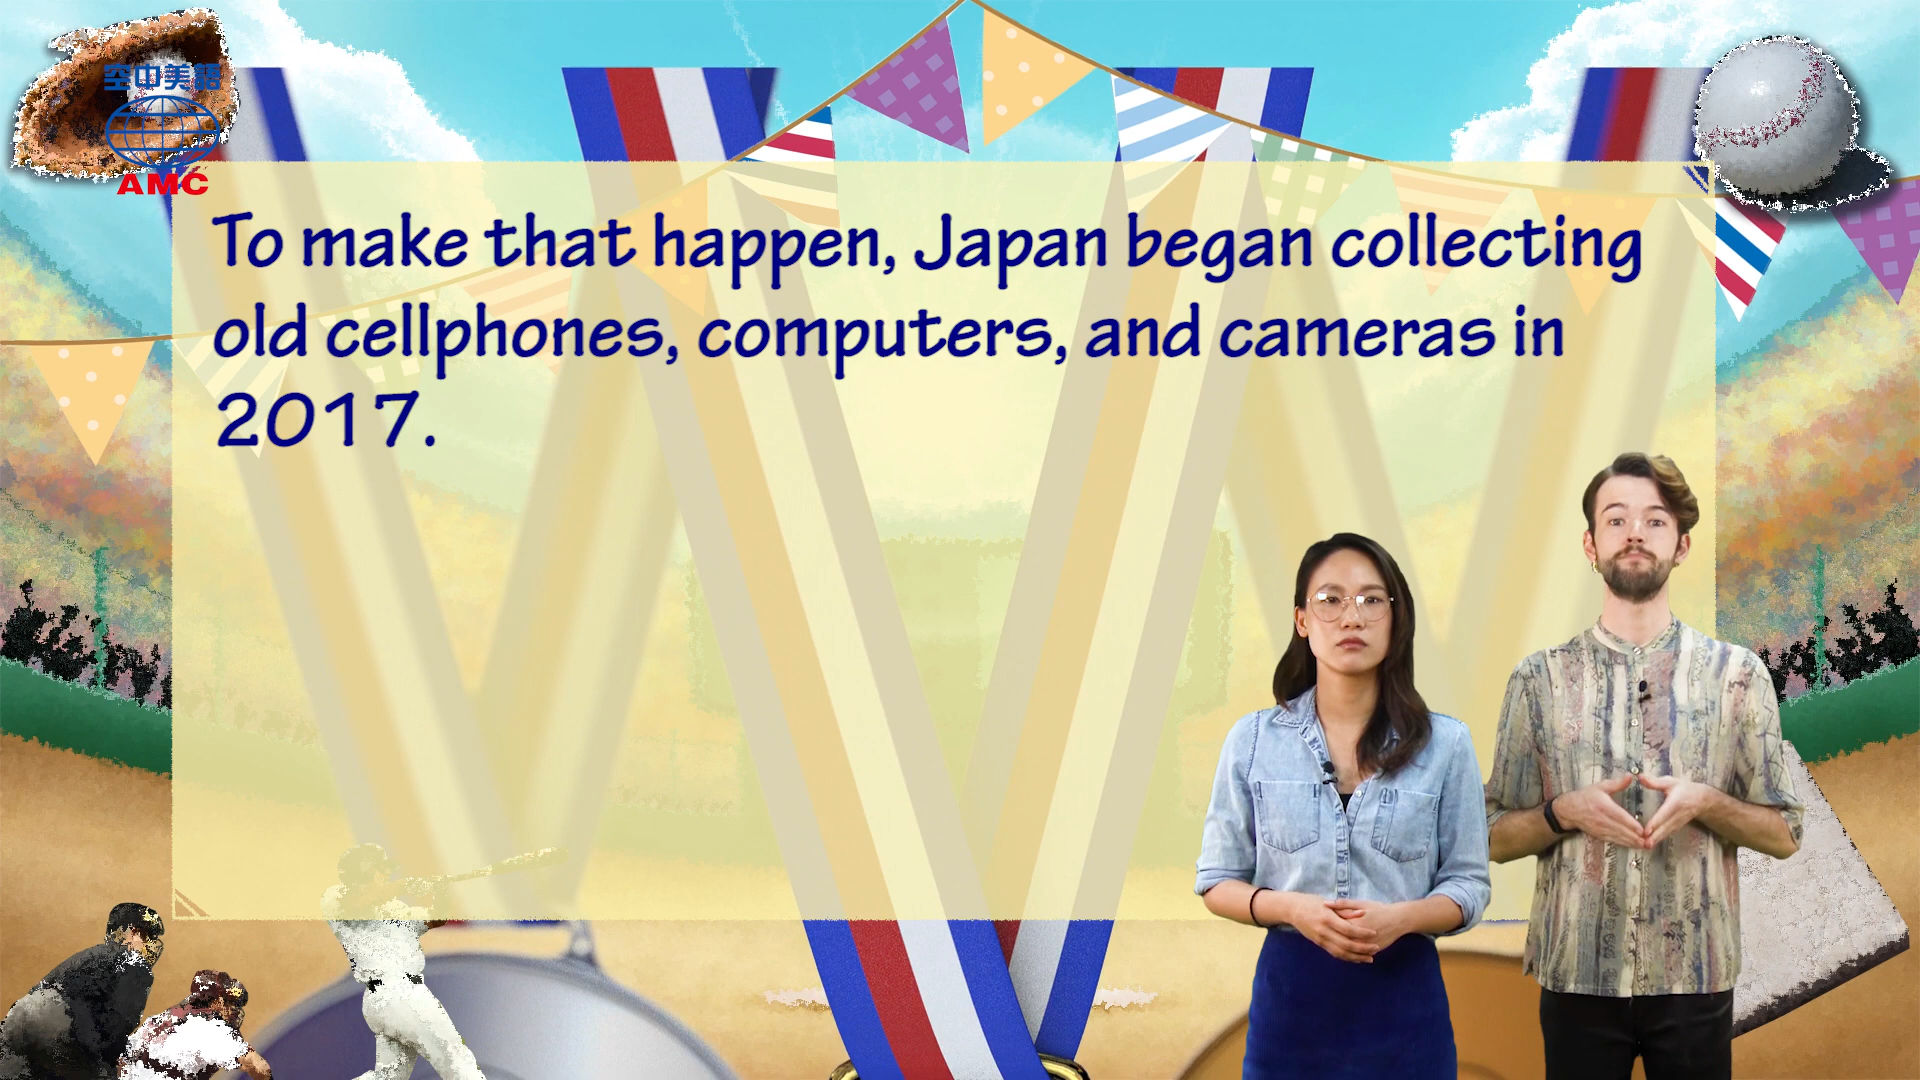 空中美語
AMC
To make that happen, Japan began collecting
old cellphones, computers, and cameras in
2017.